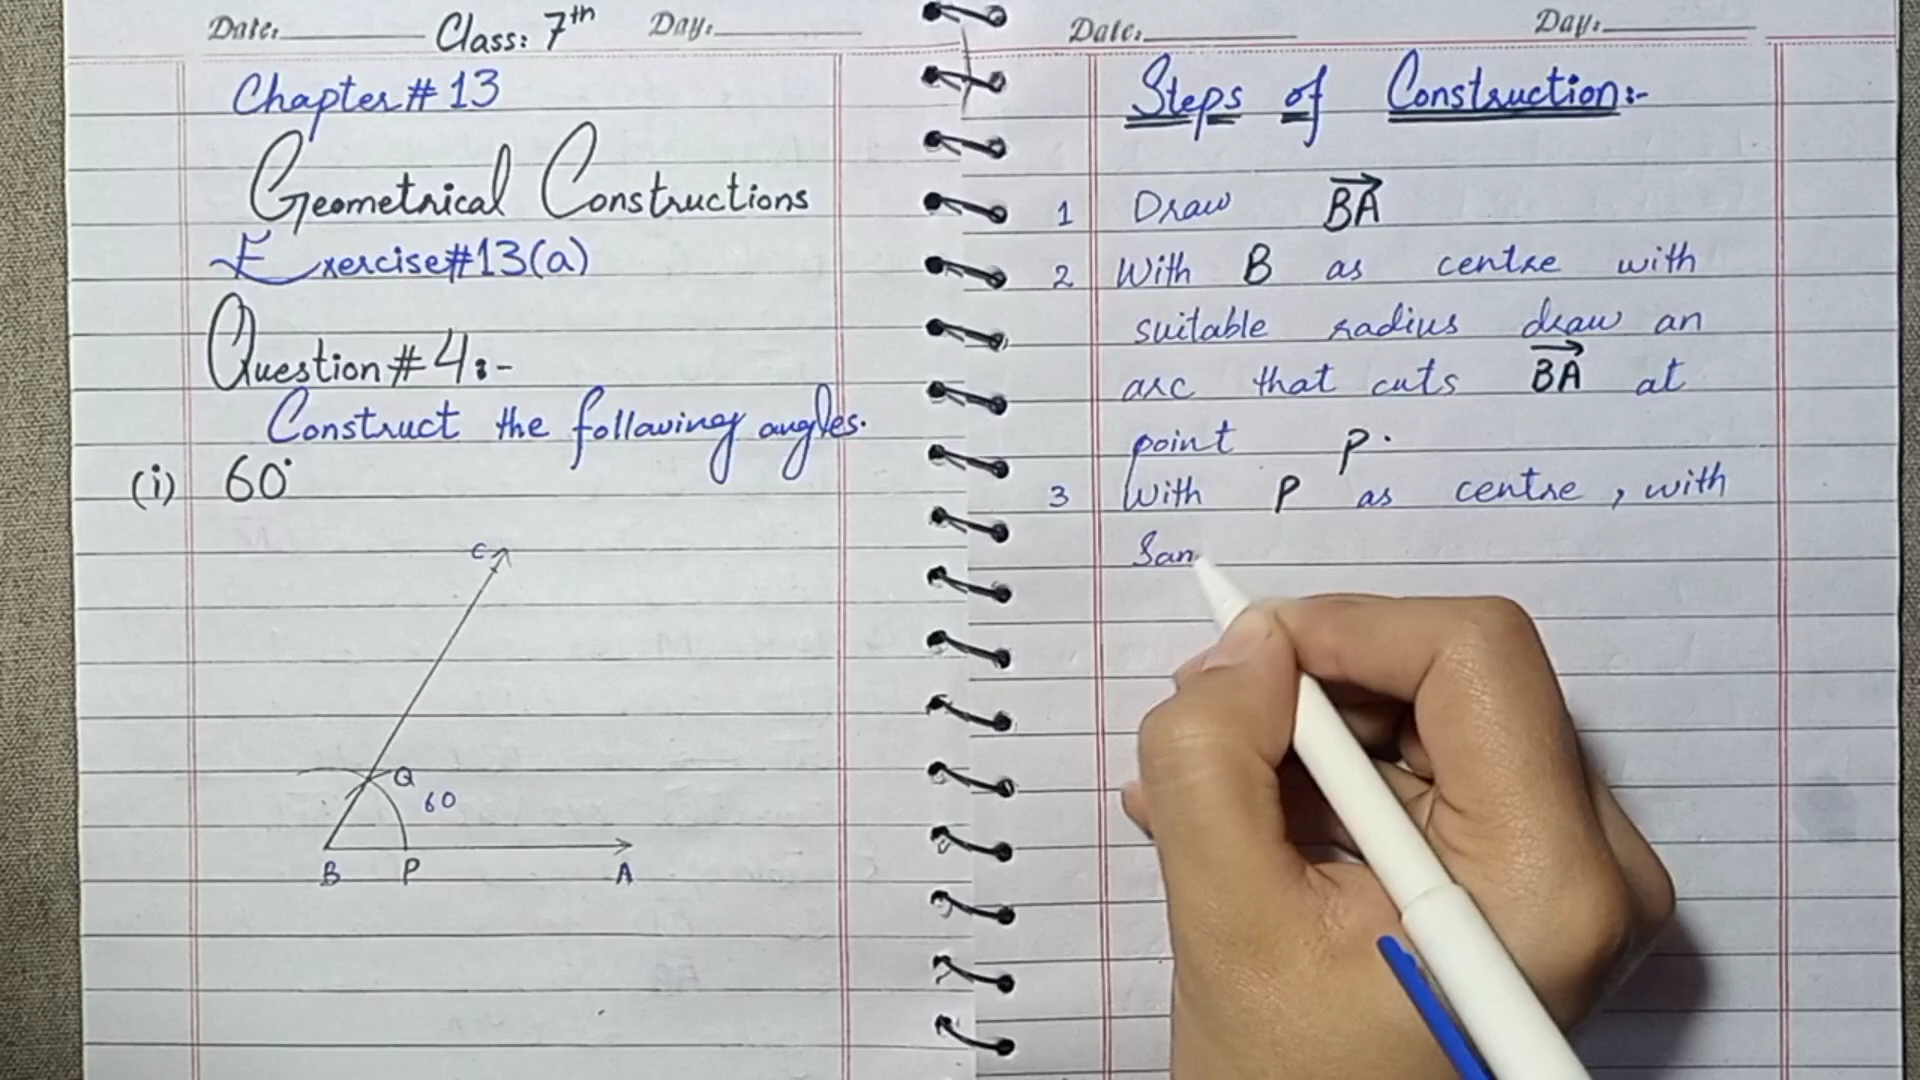 Date: Class: 7th Day:
Chapter# 13
Geometrical Constructions
Exercise#13(a)
Question# 4:-
Construct the following angles.
(i) 60°
C
Q
60
B P A
Date: Day:
Steps of Construction:-
1 Draw BA
2 With B as centre with
suitable radius draw an
arc that cuts BA at
point P.
3 With P as centre, with
Sam